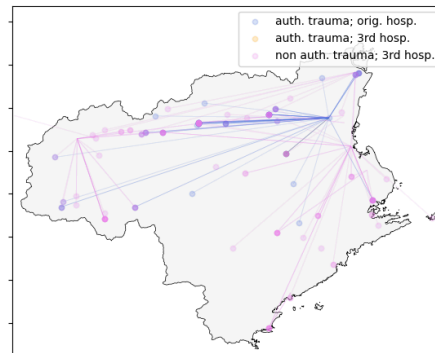 auth. trauma; orig. hosp.
auth. trauma; 3rd hosp.
non auth. trauma; 3rd hosp.